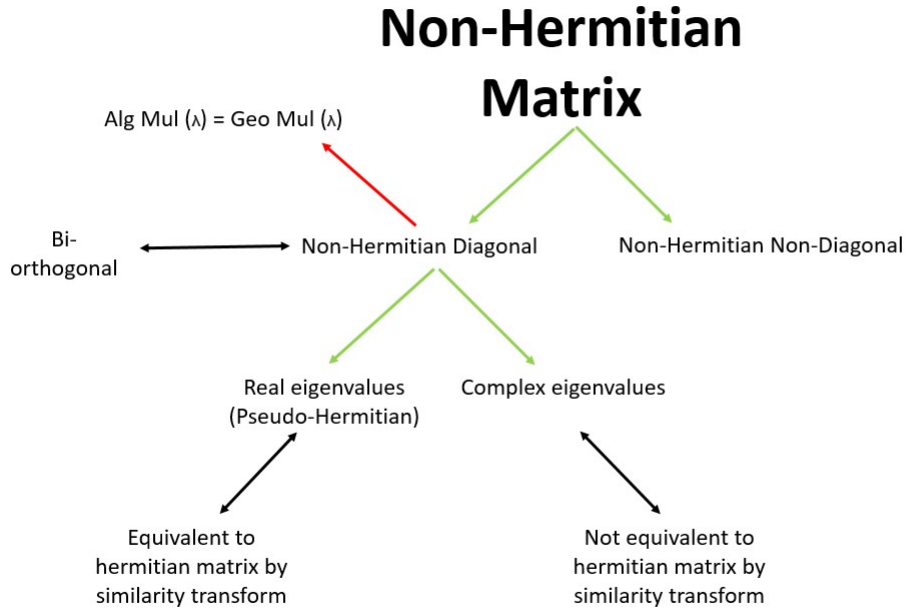 Non-Hermitian
Matrix
Alg Mul (λ) = Geo Mul (λ)
Bi-
orthogonal
Non-Hermitian Diagonal
Non-Hermitian Non-Diagonal
Real eigenvalues
(Pseudo-Hermitian)
Complex eigenvalues
Equivalent to
hermitian matrix by
similarity transform
Not equivalent to
hermitian matrix by
similarity transform